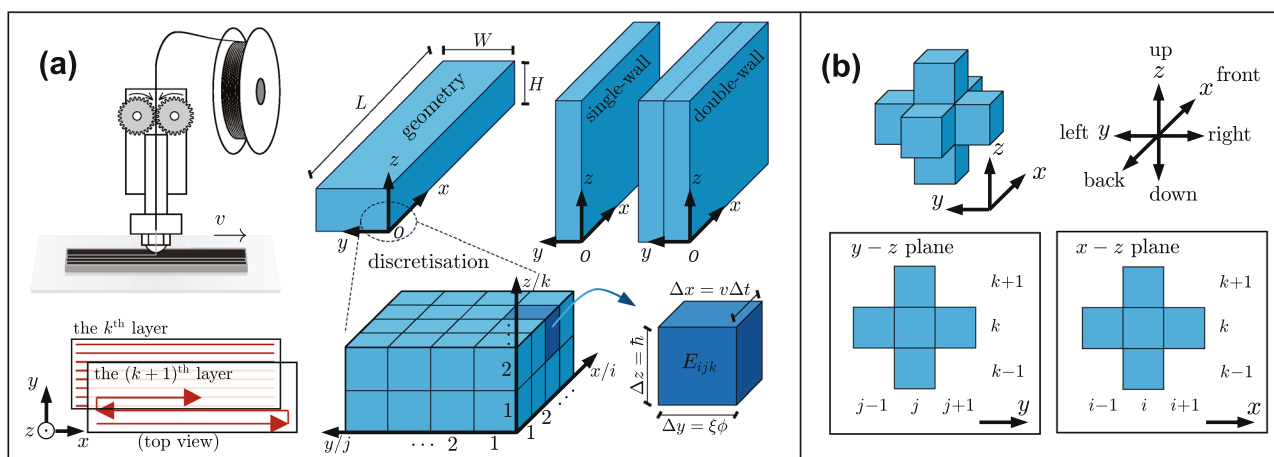 (a)
v
W
L
H
geometry
z
x
y
O
single-wall
z
x
y
O
double-wall
z
x
y
O
discretisation
z/k
x/i
y/j
⋮
2
1
1
2
⋯
⋯ 2 1
Δx = vΔt
Δz = ħ
E_{ijk}
Δy = ξϕ
the k^{th} layer
the (k + 1)^{th} layer
y
z
x
(top view)
(b)
z
x
y
up
z
front
x
left y
right
back
down
y − z plane
k+1
k
k−1
j−1 j j+1
y
x − z plane
k+1
k
k−1
i−1 i i+1
x